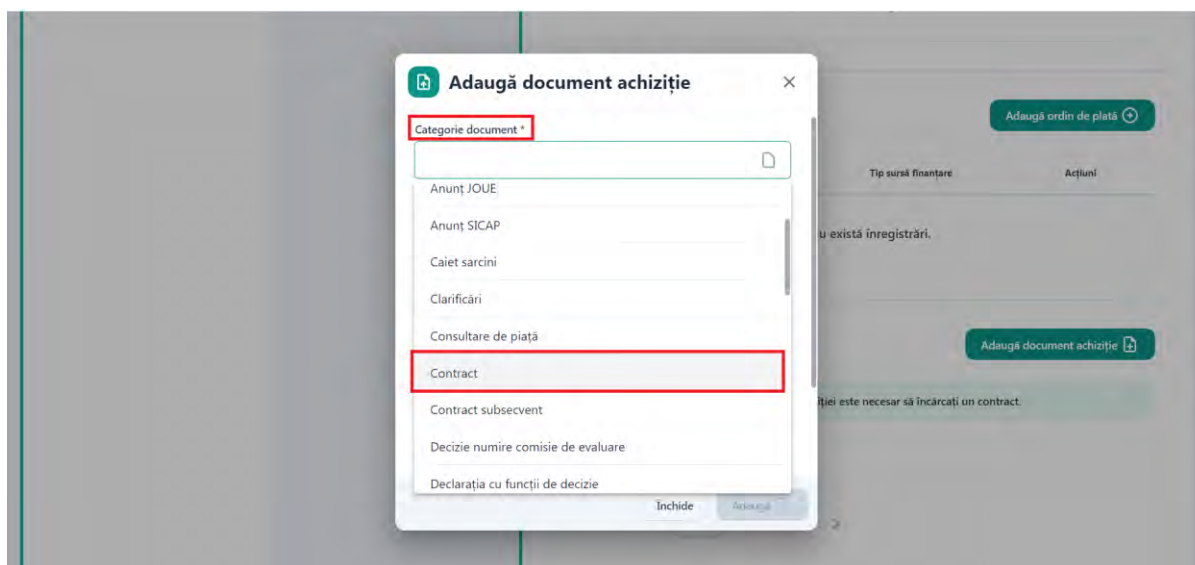 Adaugă document achiziție
Categorie document *
Anunț JOUE
Anunț SICAP
Caiet sarcini
Clarificări
Consultare de piață
Contract
Contract subsecvent
Decizie numire comisie de evaluare
Declarația cu funcții de decizie
Închide
Adaugă
Adaugă ordin de plată
Tip sursă finanțare
Acțiuni
u există înregistrări.
Adaugă document achiziție
iției este necesar să încărcați un contract.